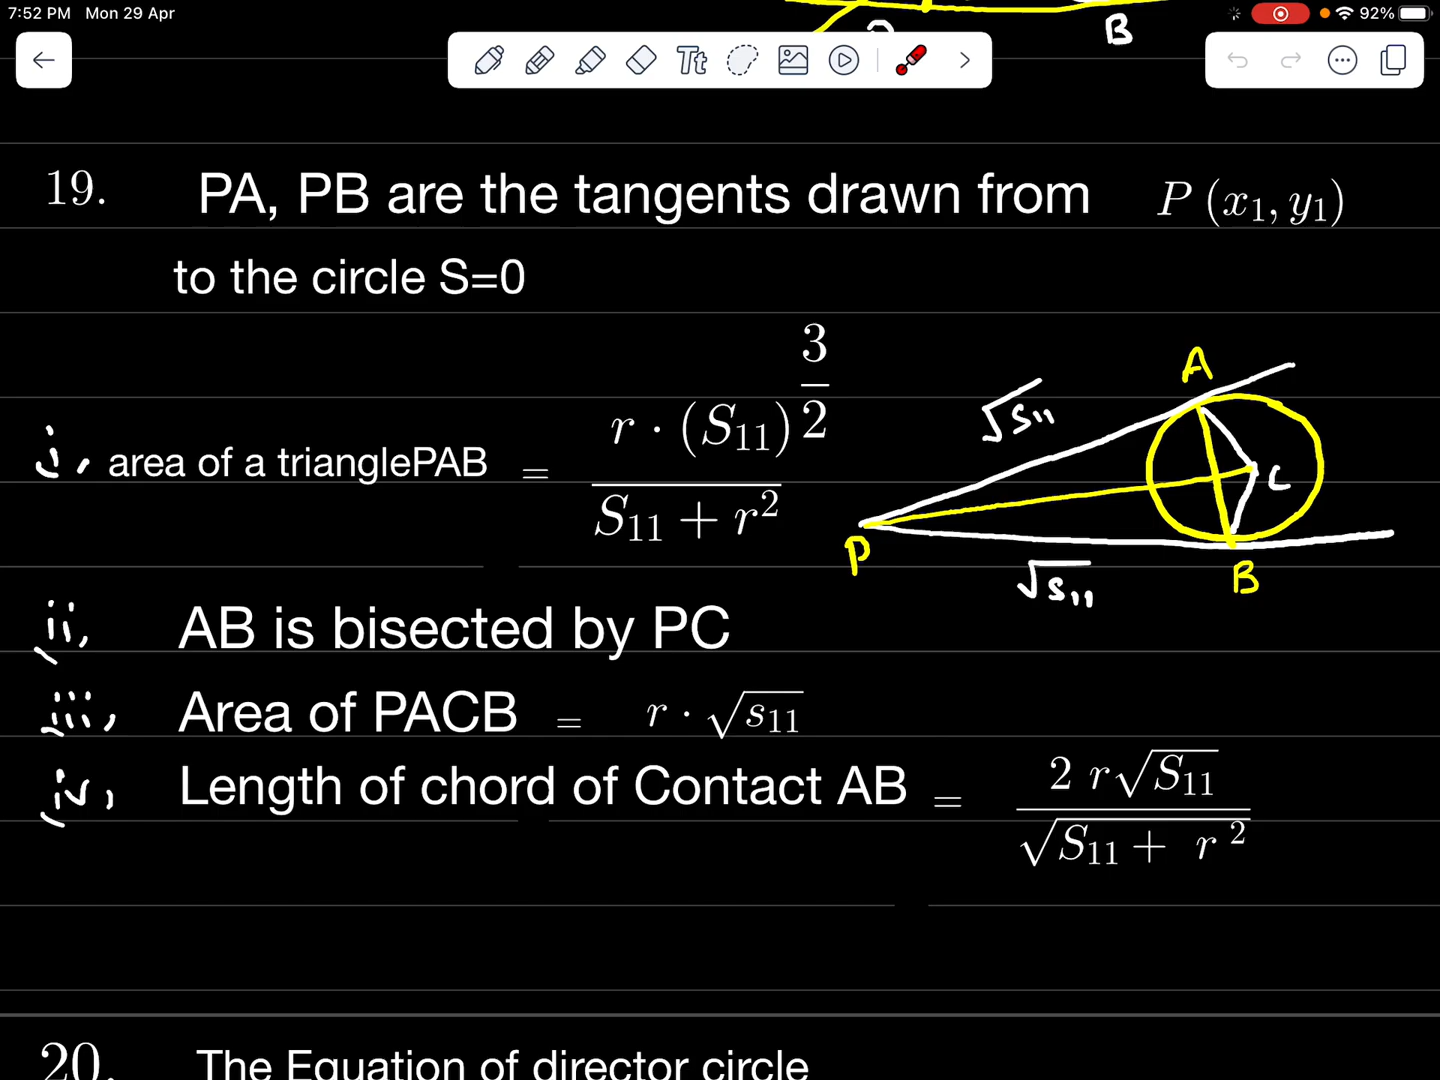 7:52 PM Mon 29 Apr
92%
B
Tt
19. PA, PB are the tangents drawn from P (x₁, y₁)
to the circle S=0
i, area of a trianglePAB = r · (S₁₁)^(3/2) / (S₁₁ + r²)
A
√S₁₁
C
P
√S₁₁
B
ii, AB is bisected by PC
iii, Area of PACB = r · √s₁₁
iv, Length of chord of Contact AB = 2 r√S₁₁ / √(S₁₁ + r²)
20. The Equation of director circle